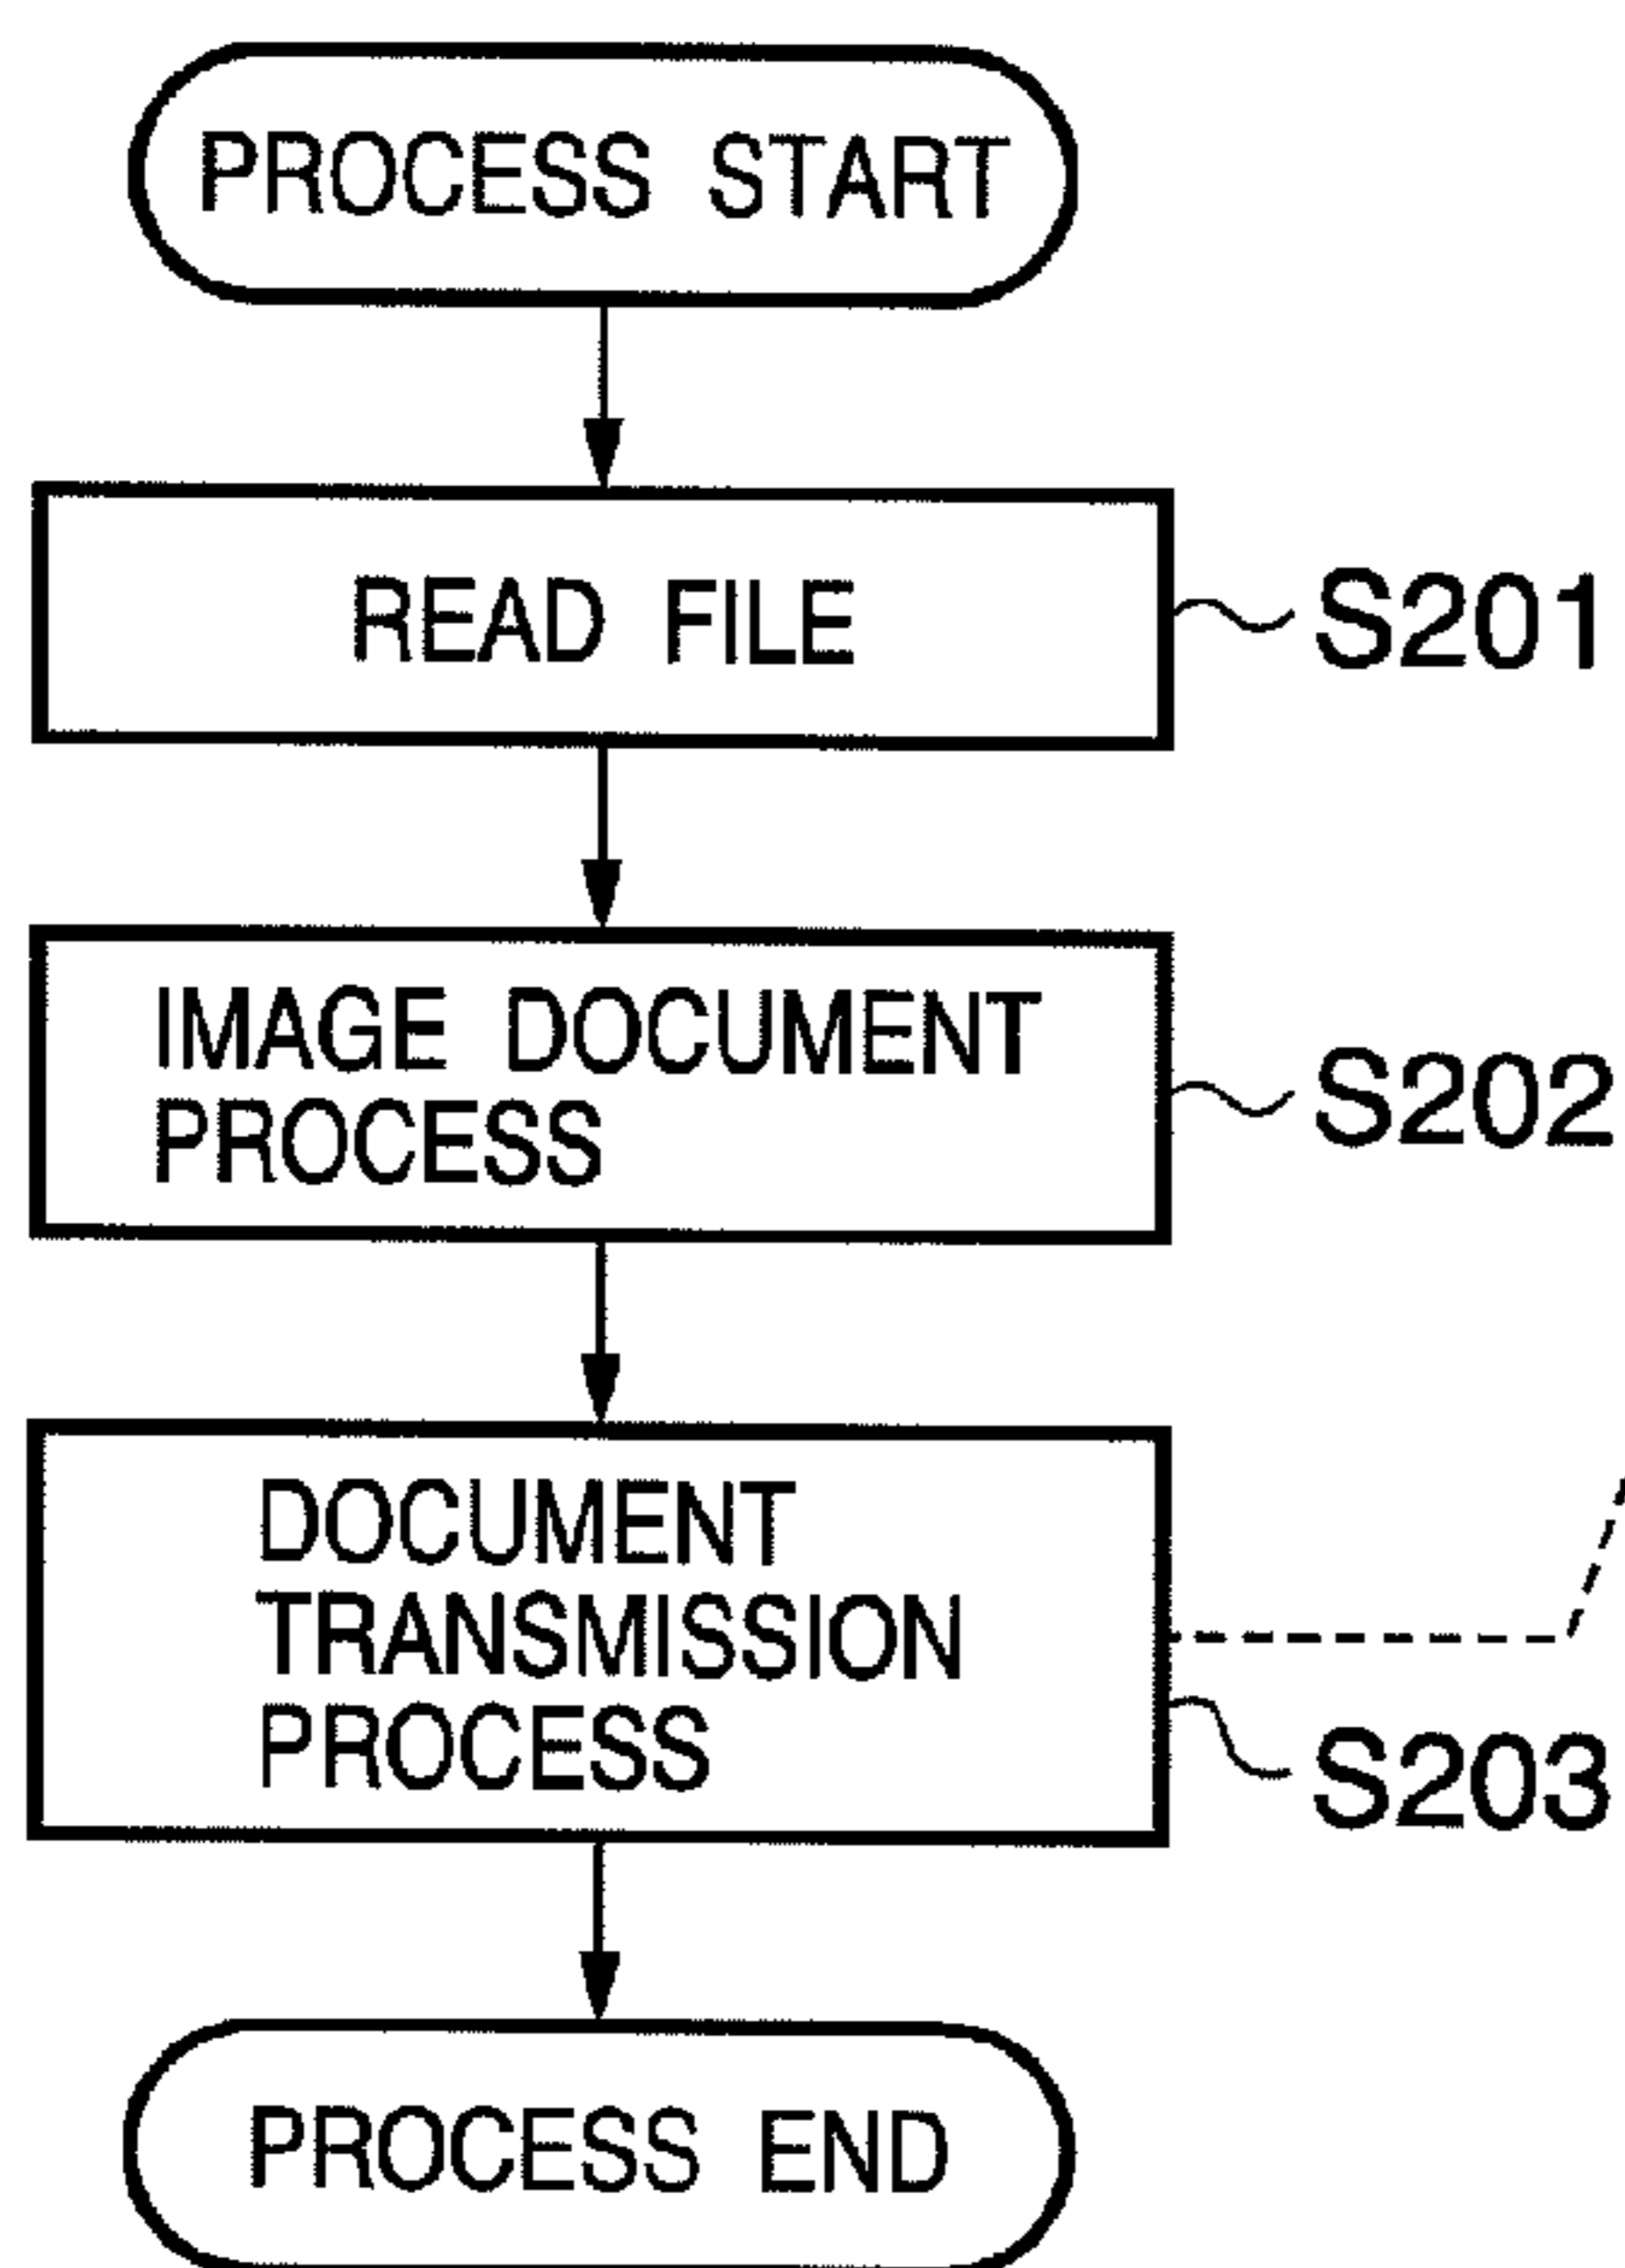 PROCESS START
READ FILE
S201
IMAGE DOCUMENT
PROCESS
S202
DOCUMENT
TRANSMISSION
PROCESS
S203
PROCESS END